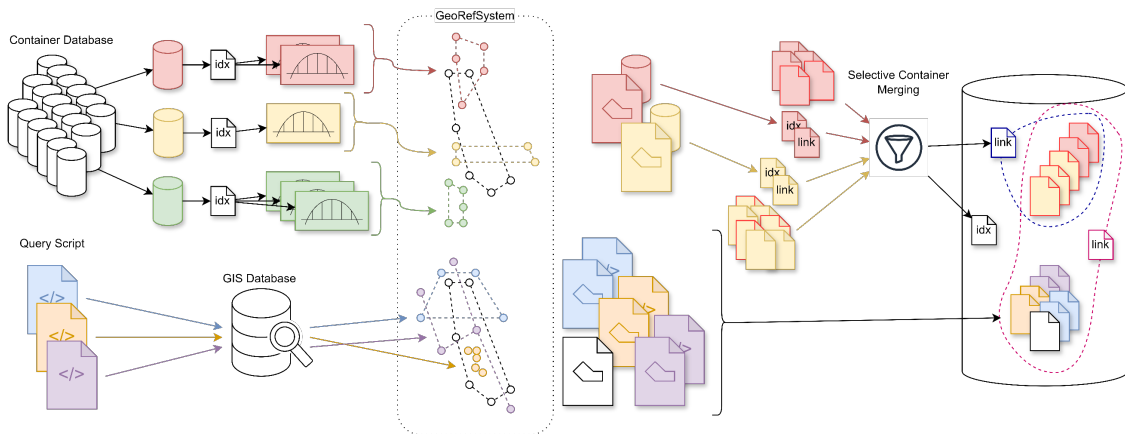 GeoRefSystem
Container Database
idx
idx
idx
Query Script
</>
</>
</>
GIS Database
Selective Container
Merging
idx
link
idx
link
link
idx
link
</>
</>